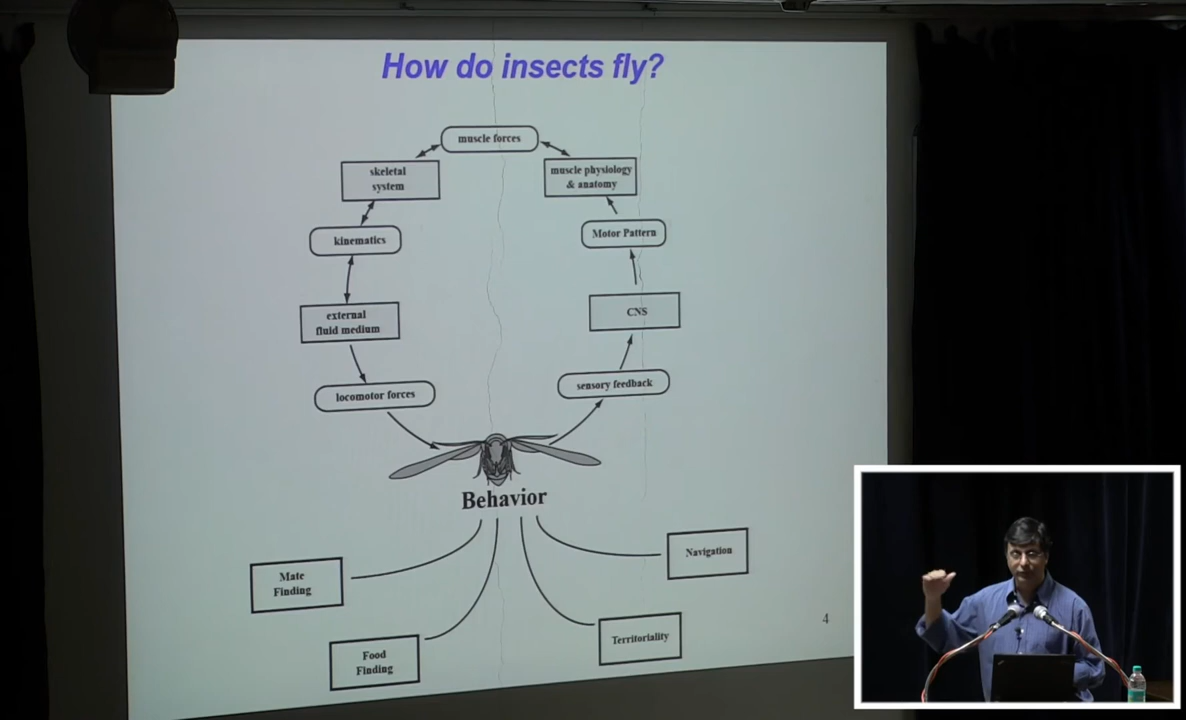 How do insects fly?
muscle forces
skeletal
system
muscle physiology
& anatomy
kinematics
Motor Pattern
external
fluid medium
CNS
locomotor forces
sensory feedback
Behavior
Mate
Finding
Navigation
Food
Finding
Territoriality
4